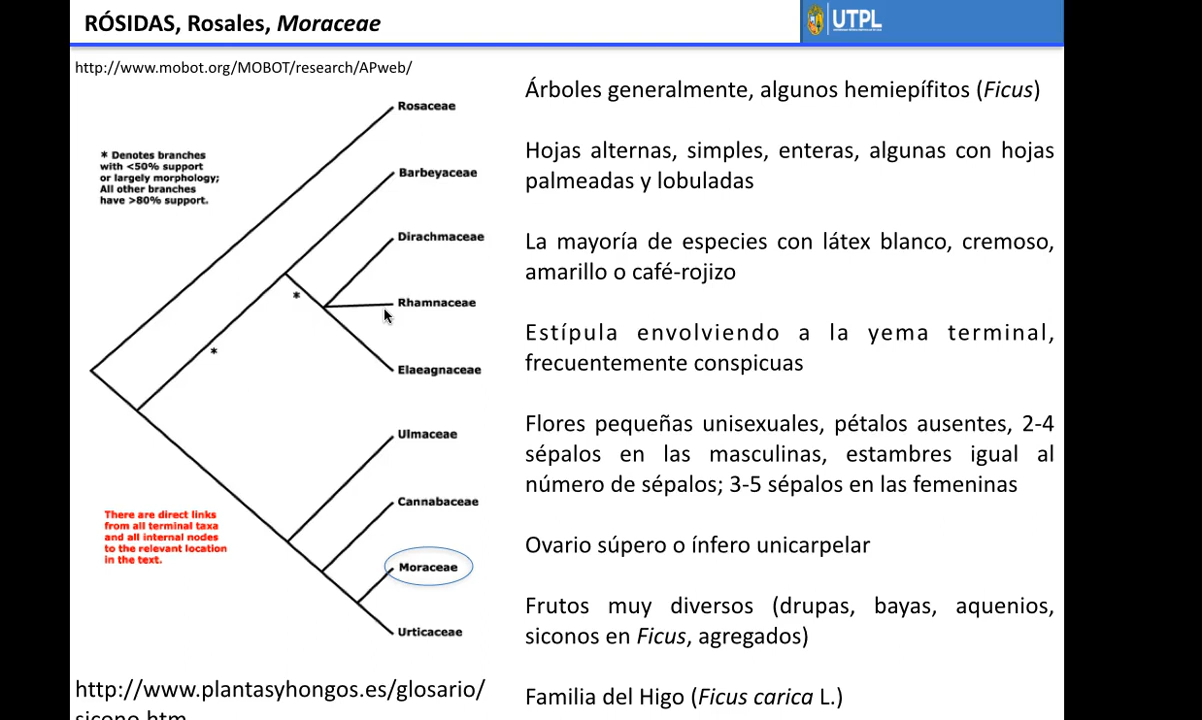 RÓSIDAS, Rosales, Moraceae
UTPL
http://www.mobot.org/MOBOT/research/APweb/
Rosaceae
* Denotes branches
with <50% support
or largely morphology;
All other branches
have >80% support.
Barbeyaceae
Dirachmaceae
*
Rhamnaceae
*
Elaeagnaceae
Ulmaceae
Cannabaceae
There are direct links
from all terminal taxa
and all internal nodes
to the relevant location
in the text.
Moraceae
Urticaceae
http://www.plantasyhongos.es/glosario/
sicono.htm
Árboles generalmente, algunos hemiepífitos (Ficus)
Hojas alternas, simples, enteras, algunas con hojas
palmeadas y lobuladas
La mayoría de especies con látex blanco, cremoso,
amarillo o café-rojizo
Estípula envolviendo a la yema terminal,
frecuentemente conspicuas
Flores pequeñas unisexuales, pétalos ausentes, 2-4
sépalos en las masculinas, estambres igual al
número de sépalos; 3-5 sépalos en las femeninas
Ovario súpero o ínfero unicarpelar
Frutos muy diversos (drupas, bayas, aquenios,
siconos en Ficus, agregados)
Familia del Higo (Ficus carica L.)